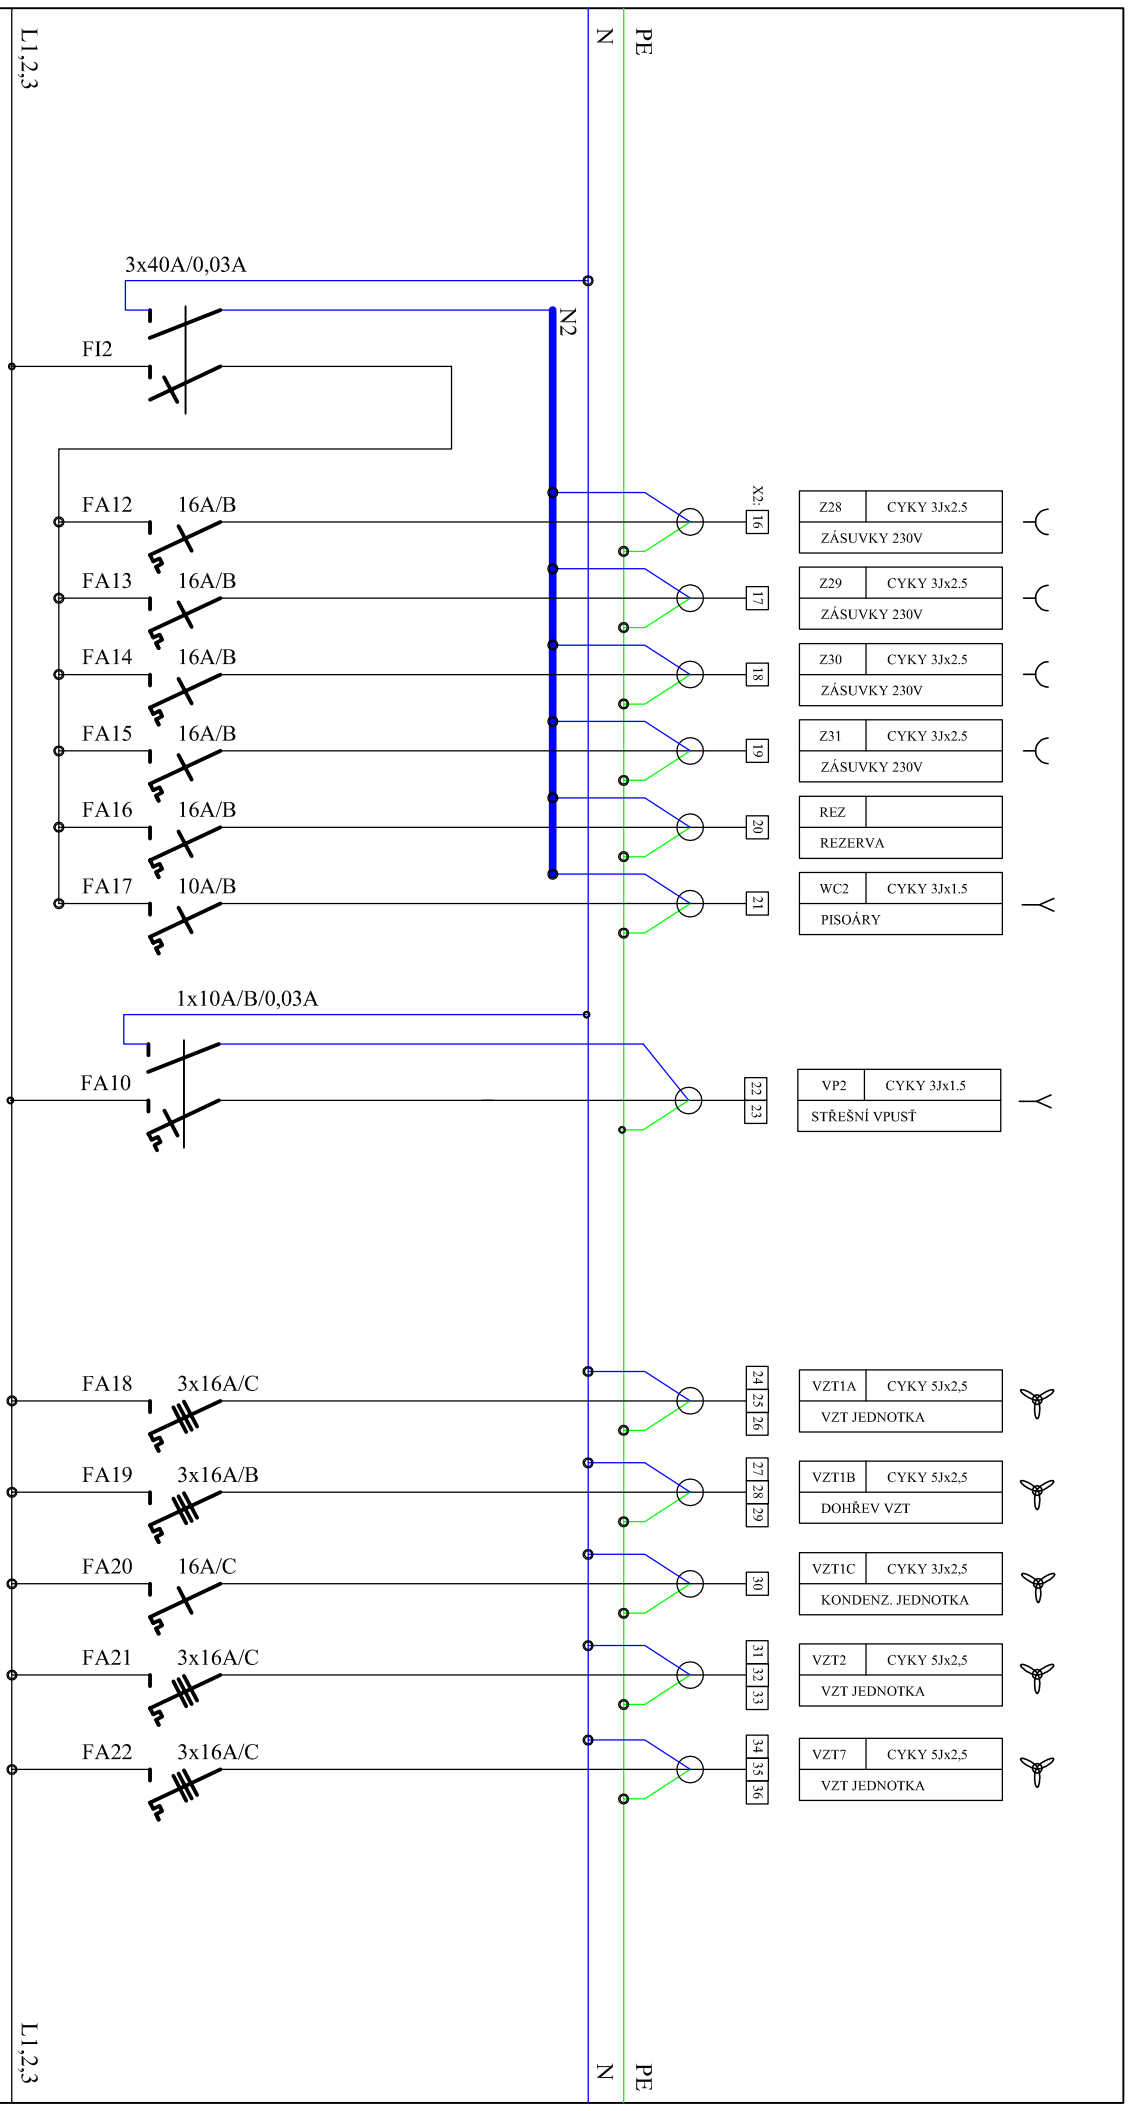 L1,2,3
N
PE
3x40A/0,03A
N2
FI2
X2:
FA12 16A/B 16 Z28 CYKY 3Jx2.5
ZÁSUVKY 230V
FA13 16A/B 17 Z29 CYKY 3Jx2.5
ZÁSUVKY 230V
FA14 16A/B 18 Z30 CYKY 3Jx2.5
ZÁSUVKY 230V
FA15 16A/B 19 Z31 CYKY 3Jx2.5
ZÁSUVKY 230V
FA16 16A/B 20 REZ
REZERVA
FA17 10A/B 21 WC2 CYKY 3Jx1.5
PISOÁRY
1x10A/B/0,03A
FA10 22 23 VP2 CYKY 3Jx1.5
STŘEŠNÍ VPUSŤ
FA18 3x16A/C 24 25 26 VZT1A CYKY 5Jx2,5
VZT JEDNOTKA
FA19 3x16A/B 27 28 29 VZT1B CYKY 5Jx2,5
DOHŘEV VZT
FA20 16A/C 30 VZT1C CYKY 3Jx2,5
KONDENZ. JEDNOTKA
FA21 3x16A/C 31 32 33 VZT2 CYKY 5Jx2,5
VZT JEDNOTKA
FA22 3x16A/C 34 35 36 VZT7 CYKY 5Jx2,5
VZT JEDNOTKA
L1,2,3
N
PE